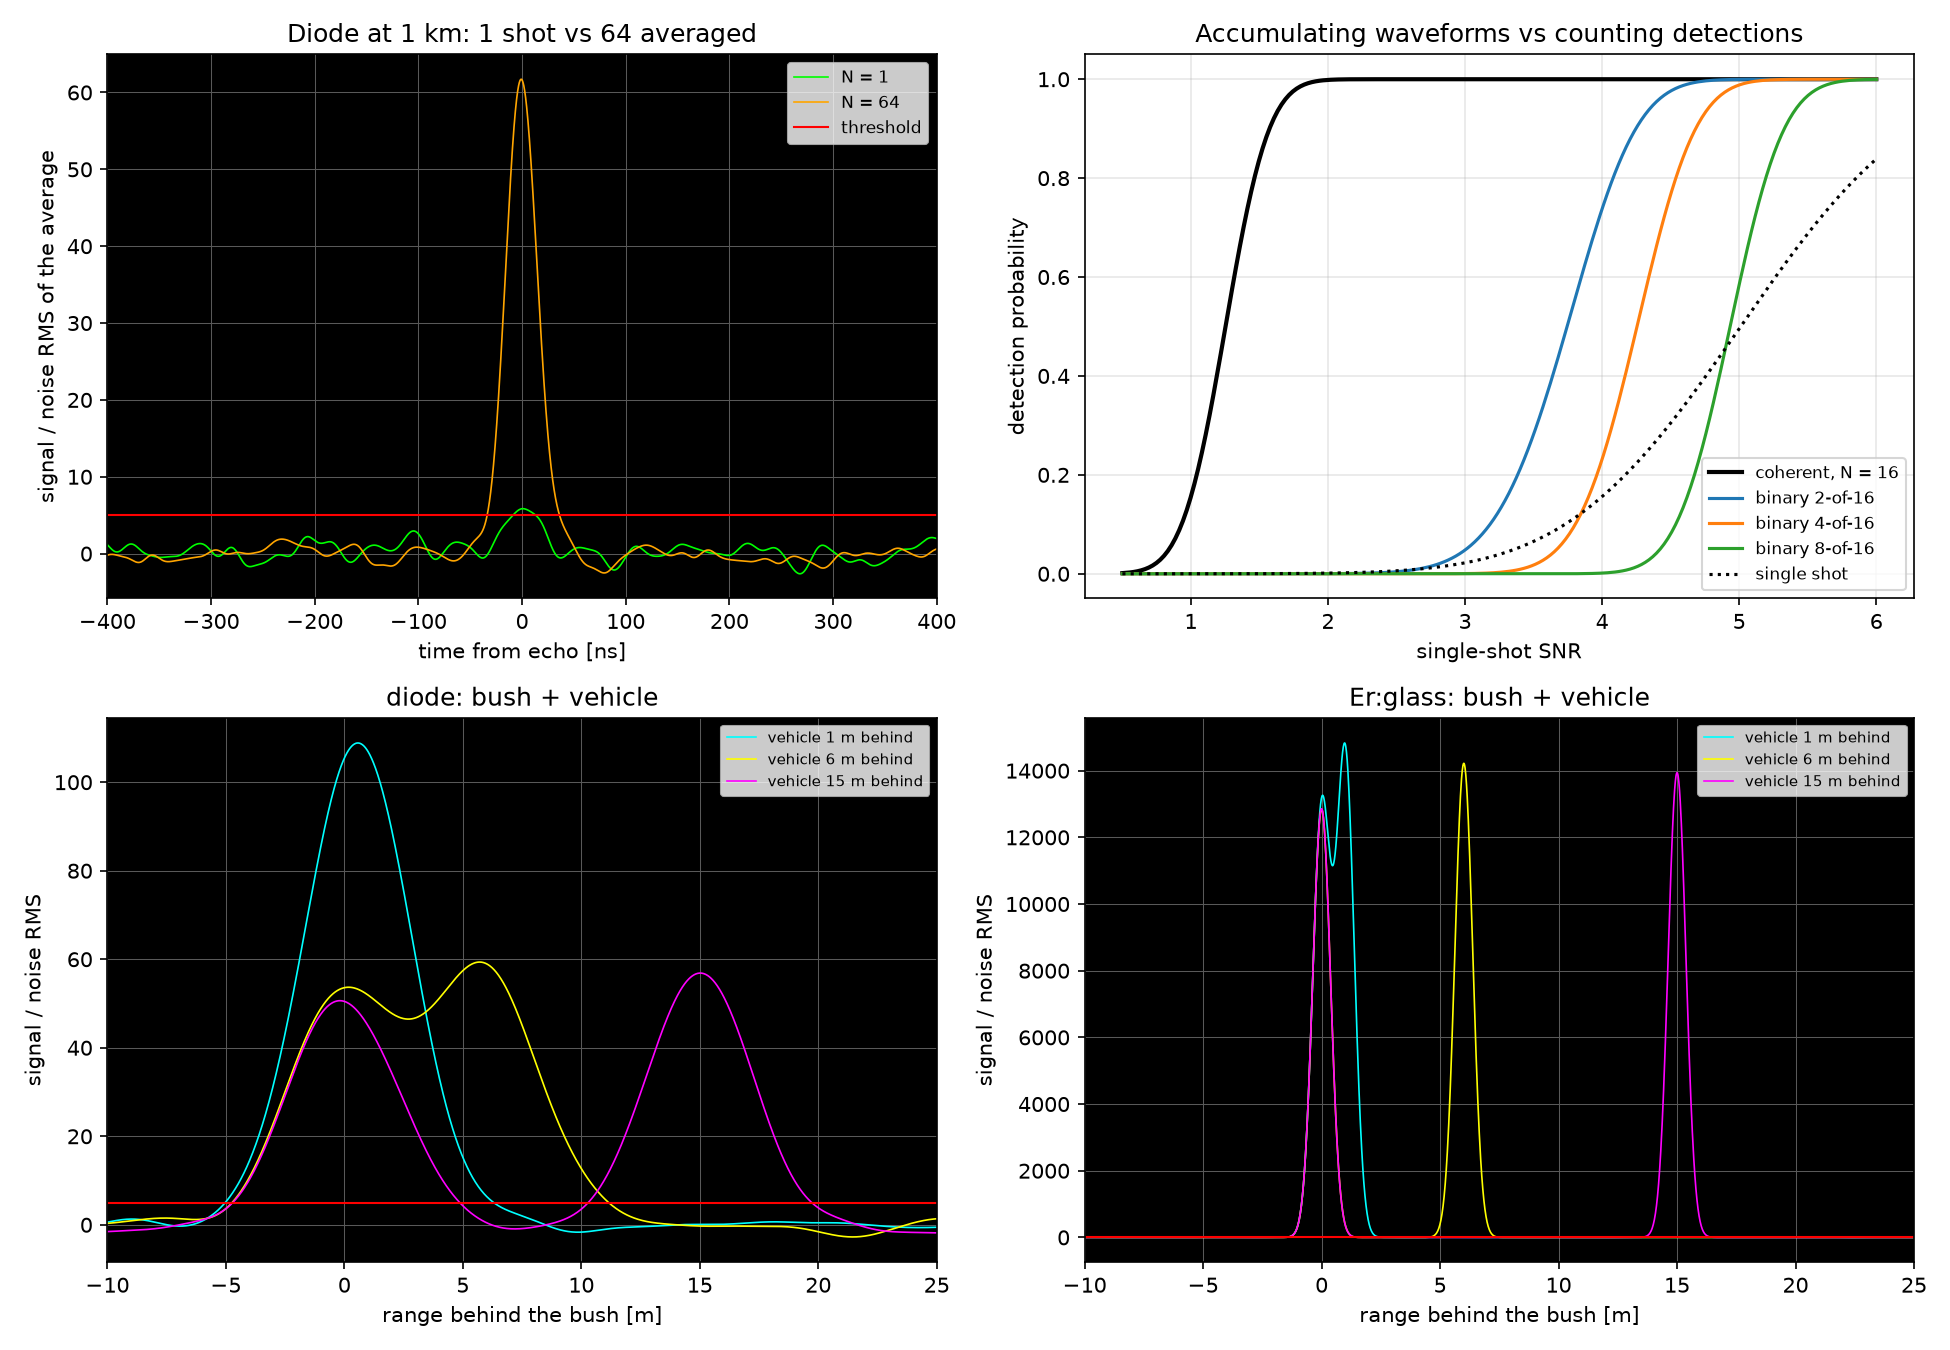 Diode at 1 km: 1 shot vs 64 averaged
signal / noise RMS of the average
60
50
40
30
20
10
0
N = 1
N = 64
threshold
−400
−300
−200
−100
0
100
200
300
400
time from echo [ns]
Accumulating waveforms vs counting detections
detection probability
1.0
0.8
0.6
0.4
0.2
0.0
coherent, N = 16
binary 2-of-16
binary 4-of-16
binary 8-of-16
single shot
1
2
3
4
5
6
single-shot SNR
diode: bush + vehicle
signal / noise RMS
100
80
60
40
20
0
vehicle 1 m behind
vehicle 6 m behind
vehicle 15 m behind
−10
−5
0
5
10
15
20
25
range behind the bush [m]
Er:glass: bush + vehicle
signal / noise RMS
14000
12000
10000
8000
6000
4000
2000
0
vehicle 1 m behind
vehicle 6 m behind
vehicle 15 m behind
−10
−5
0
5
10
15
20
25
range behind the bush [m]